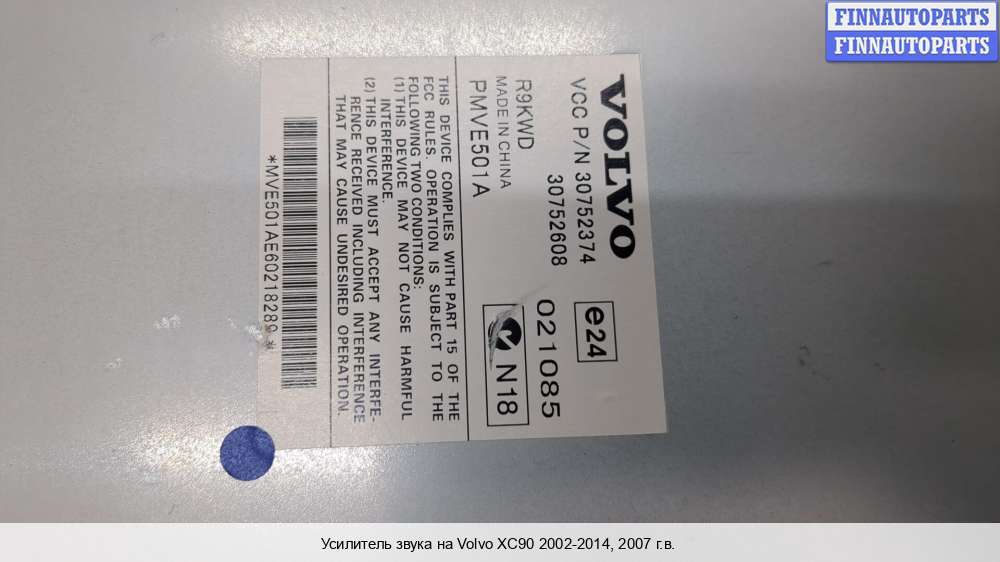 FINNAUTOPARTS
FINNAUTOPARTS
VOLVO
VCC P/N 30752374
30752608
e24
021085
R9KWD
MADE IN CHINA
PMVE501A
N18
THIS DEVICE COMPLIES WITH PART 15 OF THE
FCC RULES. OPERATION IS SUBJECT TO THE
FOLLOWING TWO CONDITIONS:
(1) THIS DEVICE MAY NOT CAUSE HARMFUL
INTERFERENCE.
(2) THIS DEVICE MUST ACCEPT ANY INTERFE-
RENCE RECEIVED INCLUDING INTERFERENCE
THAT MAY CAUSE UNDESIRED OPERATION.
*MVE501AE60218289*
Усилитель звука на Volvo XC90 2002-2014, 2007 г.в.